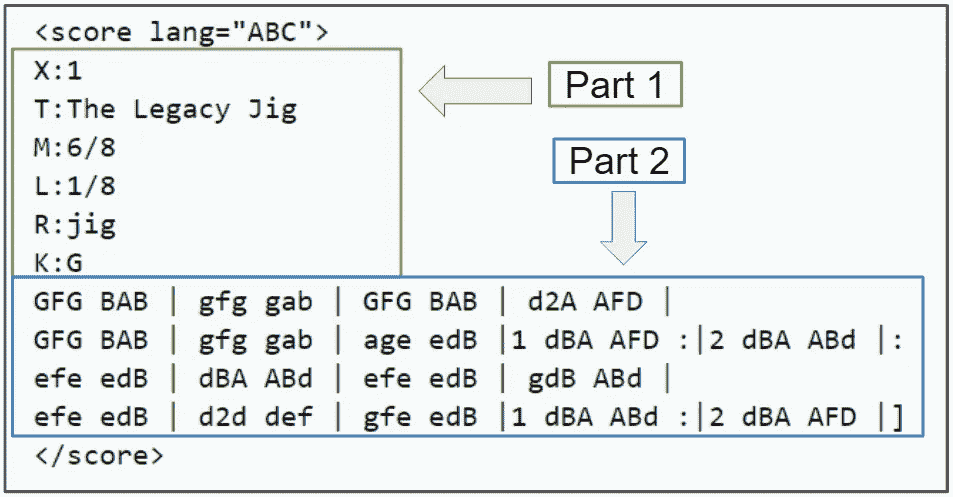 <score lang="ABC">
X:1
T:The Legacy Jig
M:6/8
L:1/8
R:jig
K:G
Part 1
Part 2
GFG BAB | gfg gab | GFG BAB | d2A AFD |
GFG BAB | gfg gab | age edB |1 dBA AFD :|2 dBA ABd |:
efe edB | dBA ABd | efe edB | gdB ABd |
efe edB | d2d def | gfe edB |1 dBA ABd :|2 dBA AFD |]
</score>